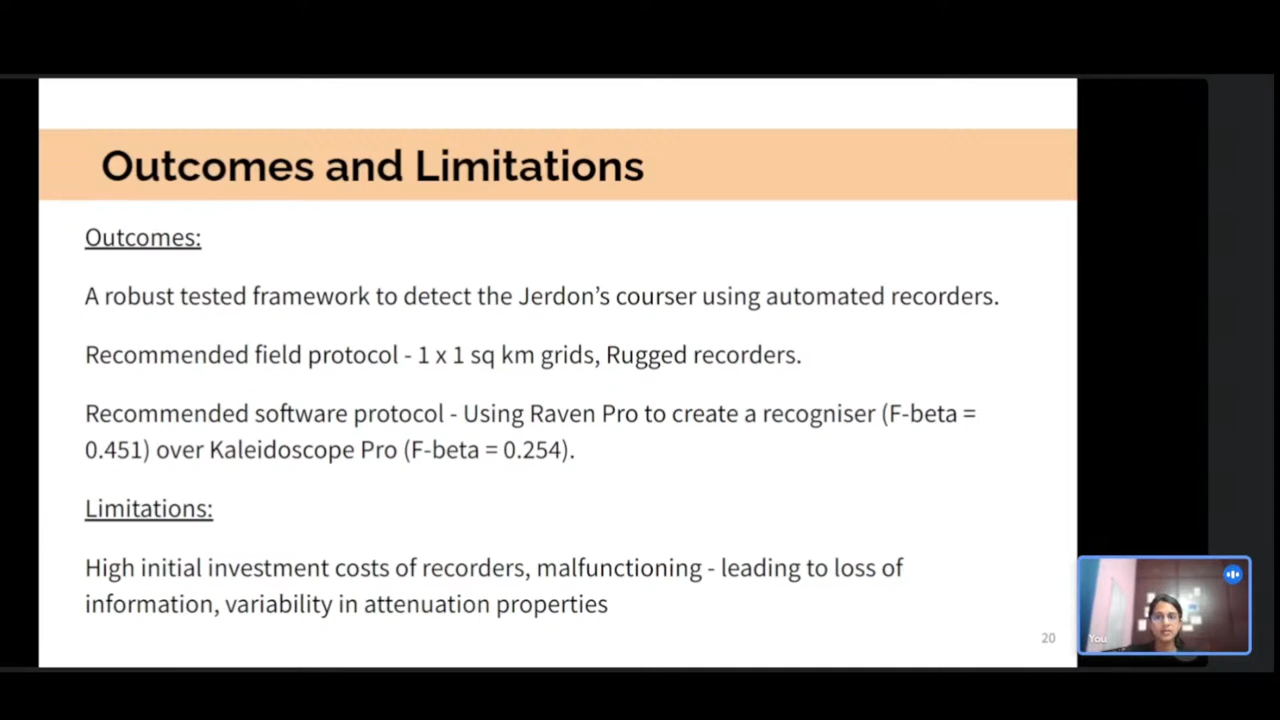 Outcomes and Limitations
Outcomes:
A robust tested framework to detect the Jerdon’s courser using automated recorders.
Recommended field protocol - 1 x 1 sq km grids, Rugged recorders.
Recommended software protocol - Using Raven Pro to create a recogniser (F-beta =
0.451) over Kaleidoscope Pro (F-beta = 0.254).
Limitations:
High initial investment costs of recorders, malfunctioning - leading to loss of
information, variability in attenuation properties
20
You